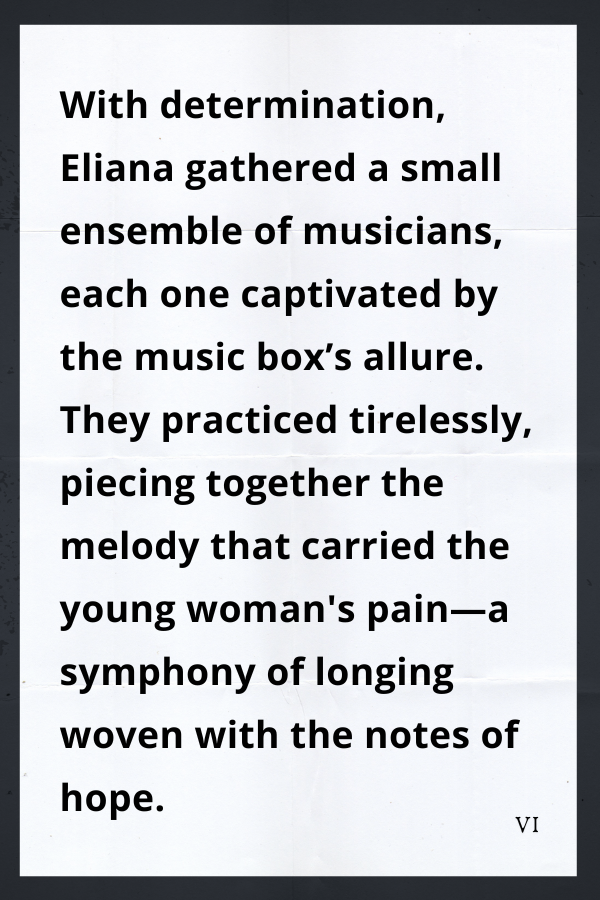 With determination,
Eliana gathered a small
ensemble of musicians,
each one captivated by
the music box’s allure.
They practiced tirelessly,
piecing together the
melody that carried the
young woman's pain—a
symphony of longing
woven with the notes of
hope.
VI